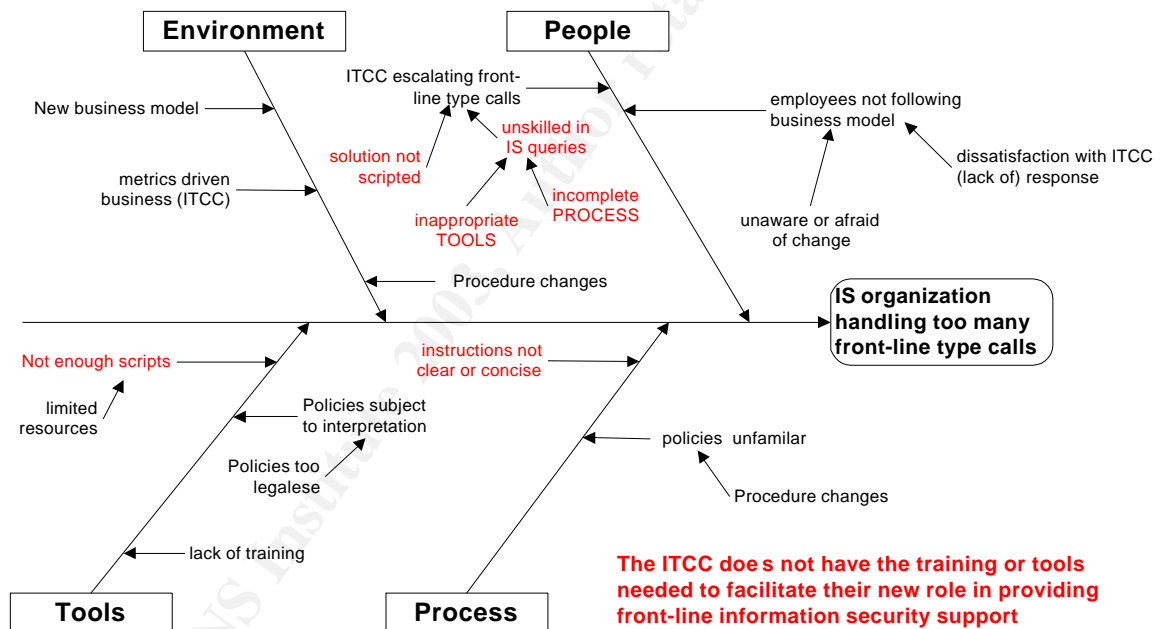 Environment
People
ITCC escalating front-
line type calls
New business model
employees not following
business model
unskilled in
IS queries
solution not
scripted
dissatisfaction with ITCC
(lack of) response
metrics driven
business (ITCC)
incomplete
PROCESS
inappropriate
TOOLS
unaware or afraid
of change
Procedure changes
IS organization
handling too many
front-line type calls
Not enough scripts
instructions not
clear or concise
limited
resources
Policies subject
to interpretation
policies unfamilar
Policies too
legalese
Procedure changes
lack of training
The ITCC does not have the training or tools
needed to facilitate their new role in providing
front-line information security support
Tools
Process
NS Institute 2003, Author reta